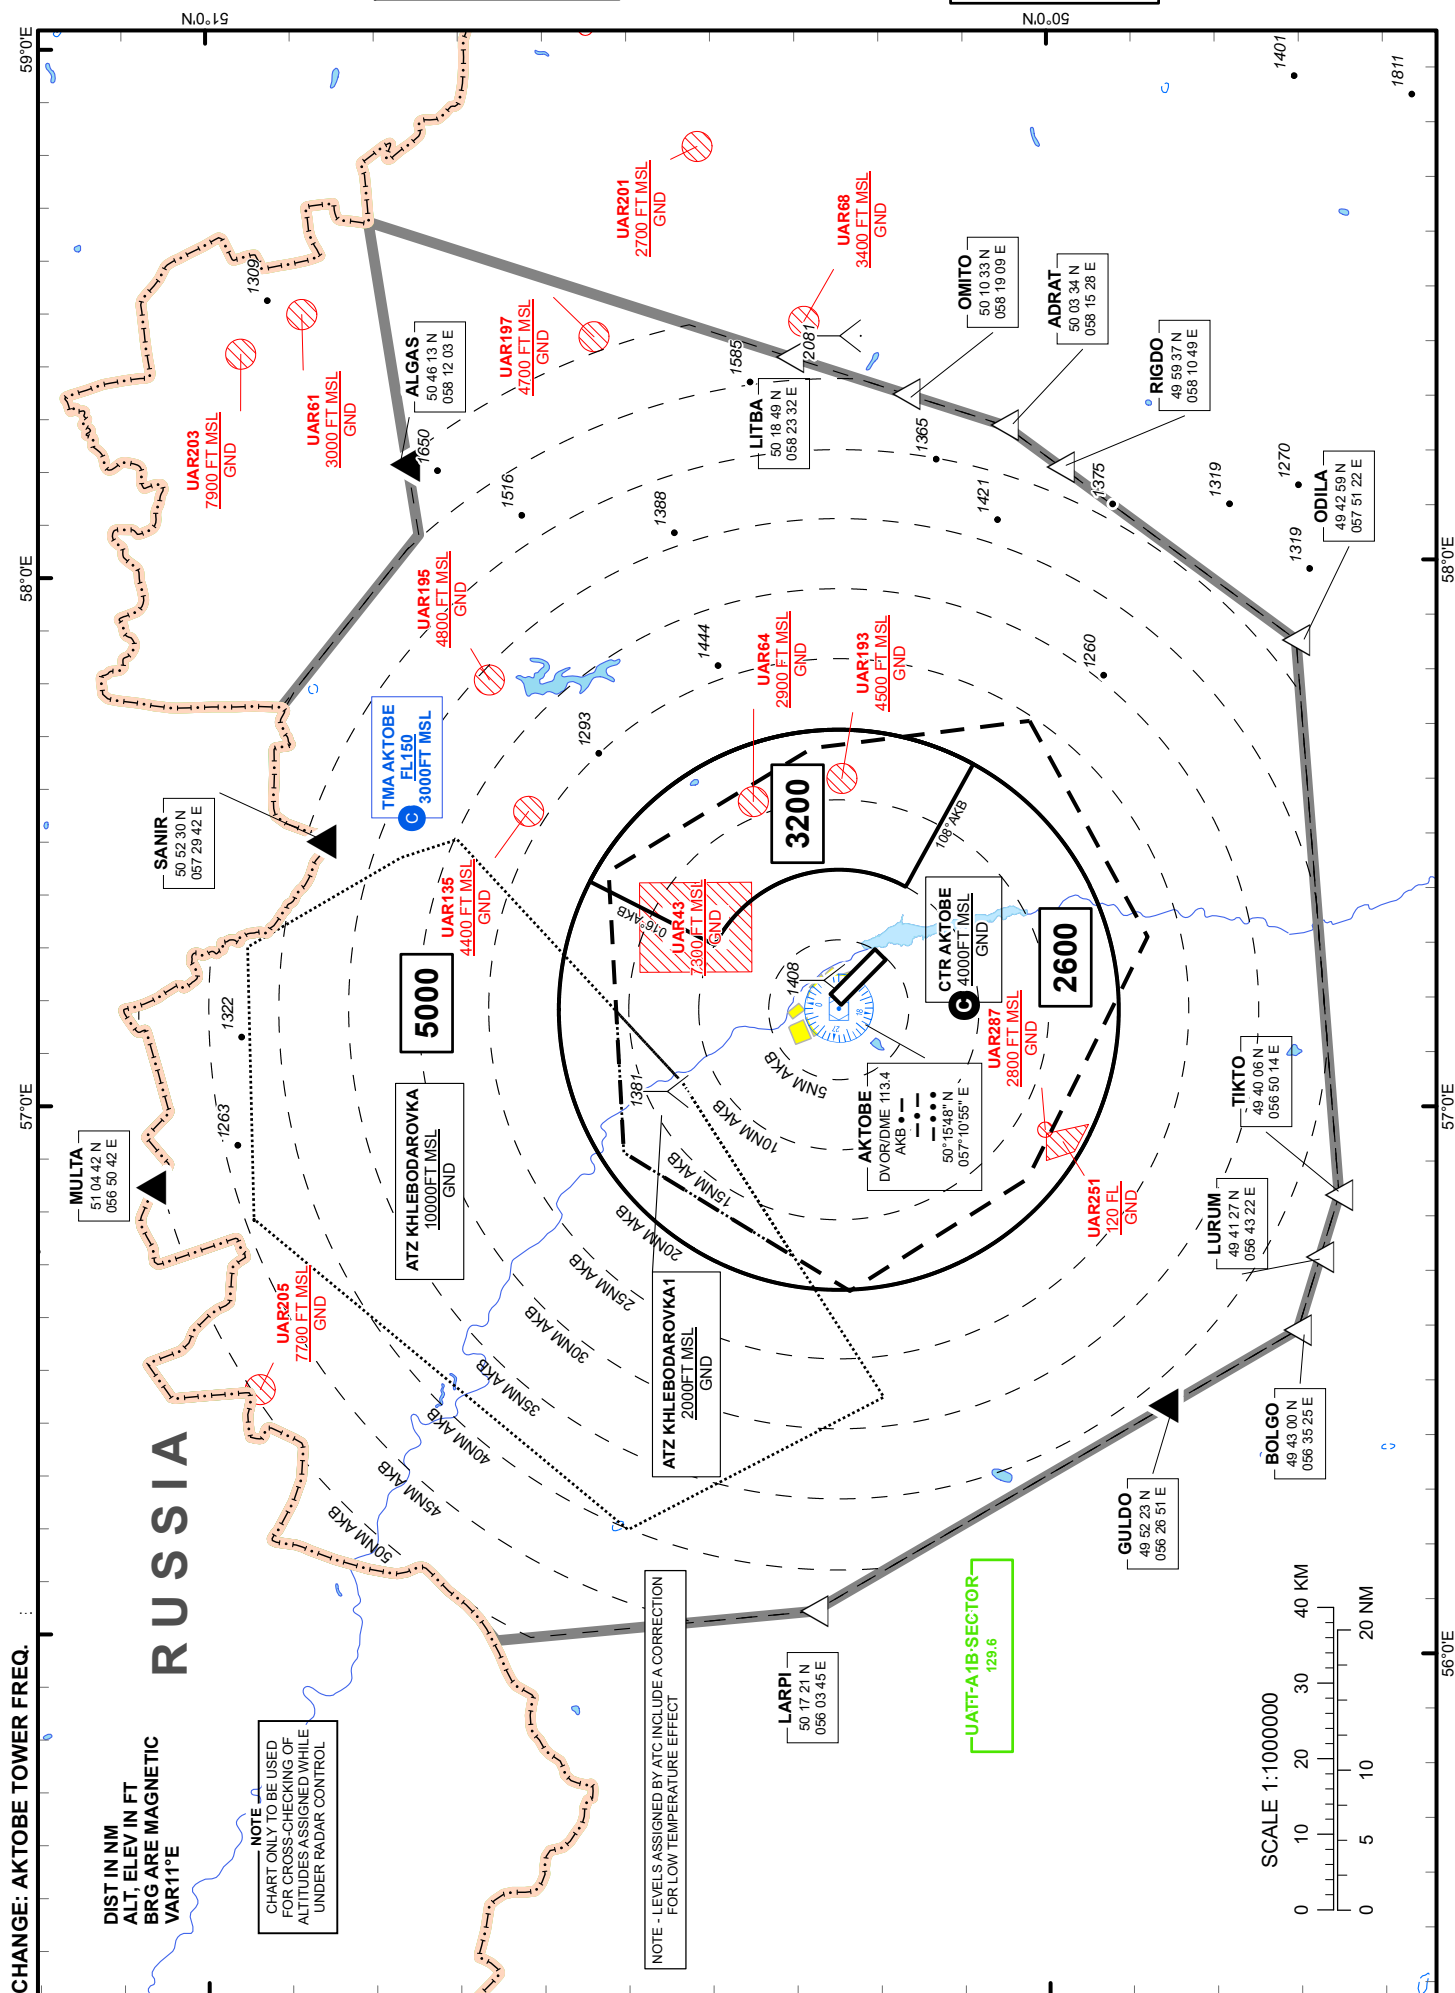 CHANGE: AKTOBE TOWER FREQ.
DIST IN NM
ALT, ELEV IN FT
BRG ARE MAGNETIC
VAR11°E
NOTE
CHART ONLY TO BE USED
FOR CROSS-CHECKING OF
ALTITUDES ASSIGNED WHILE
UNDER RADAR CONTROL
RUSSIA
NOTE - LEVELS ASSIGNED BY ATC INCLUDE A CORRECTION
FOR LOW TEMPERATURE EFFECT
SCALE 1:1000000
0
10
20
30
40 KM
0
5
10
20 NM
56°0'E
57°0'E
57°0'E
58°0'E
58°0'E
59°0'E
51°0'N
50°0'N
MULTA
51 04 42 N
056 50 42 E
SANIR
50 52 30 N
057 29 42 E
ALGAS
50 46 13 N
058 12 03 E
LITBA
50 18 49 N
058 23 32 E
OMITO
50 10 33 N
058 19 09 E
ADRAT
50 03 34 N
058 15 28 E
RIGDO
49 59 37 N
058 10 49 E
ODILA
49 42 59 N
057 51 22 E
TIKTO
49 40 06 N
056 50 14 E
LURUM
49 41 27 N
056 43 22 E
BOLGO
49 43 00 N
056 35 25 E
GULDO
49 52 23 N
056 26 51 E
LARPI
50 17 21 N
056 03 45 E
UATT-A1B-SECTOR
129.6
TMA AKTOBE
FL150
3000FT MSL
C
CTR AKTOBE
4000FT MSL
GND
C
AKTOBE
DVOR/DME 113.4
AKB
50°15'48" N
057°10'55" E
ATZ KHLEBODAROVKA
10000FT MSL
GND
ATZ KHLEBODAROVKA1
2000FT MSL
GND
5000
3200
2600
016°AKB
108°AKB
5NM AKB
10NM AKB
15NM AKB
20NM AKB
25NM AKB
30NM AKB
35NM AKB
40NM AKB
45NM AKB
50NM AKB
UAR205
7700 FT MSL
GND
UAR203
7900 FT MSL
GND
UAR61
3000 FT MSL
GND
UAR197
4700 FT MSL
GND
UAR201
2700 FT MSL
GND
UAR68
3400 FT MSL
GND
UAR195
4800 FT MSL
GND
UAR135
4400 FT MSL
GND
UAR64
2900 FT MSL
GND
UAR193
4500 FT MSL
GND
UAR43
7300 FT MSL
GND
UAR287
2800 FT MSL
GND
UAR251
120 FL
GND
1263
1322
1309
1650
1516
1388
1585
2081
1365
1421
1375
1319
1270
1319
1401
1811
1444
1293
1260
1408
1381
0
18
27